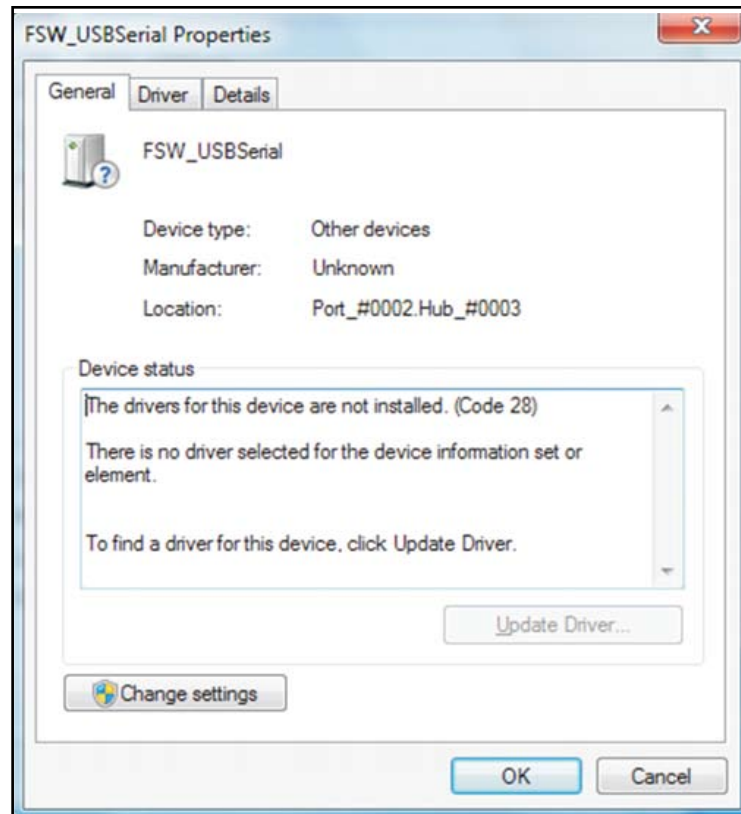 FSW_USBSerial Properties
General Driver Details
FSW_USBSerial
Device type: Other devices
Manufacturer: Unknown
Location: Port_#0002.Hub_#0003
Device status
The drivers for this device are not installed. (Code 28)
There is no driver selected for the device information set or
element.
To find a driver for this device, click Update Driver.
Update Driver...
Change settings
OK Cancel